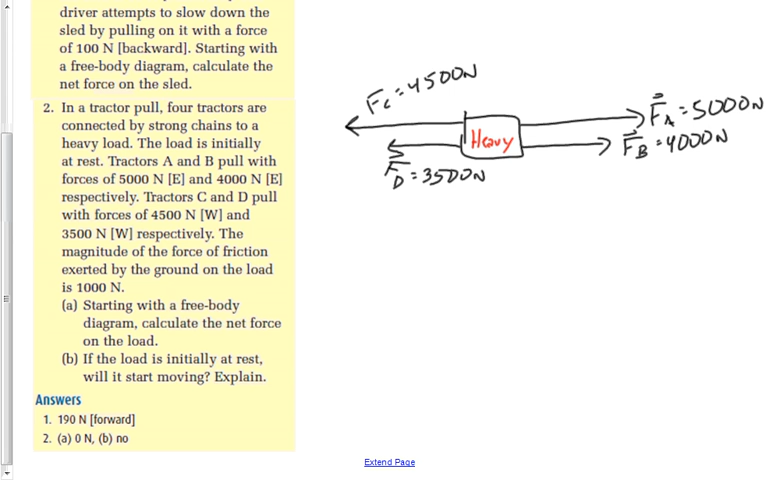 driver attempts to slow down the
sled by pulling on it with a force
of 100 N [backward]. Starting with
a free-body diagram, calculate the
net force on the sled.
2. In a tractor pull, four tractors are
connected by strong chains to a
heavy load. The load is initially
at rest. Tractors A and B pull with
forces of 5000 N [E] and 4000 N [E]
respectively. Tractors C and D pull
with forces of 4500 N [W] and
3500 N [W] respectively. The
magnitude of the force of friction
exerted by the ground on the load
is 1000 N.
(a) Starting with a free-body
diagram, calculate the net force
on the load.
(b) If the load is initially at rest,
will it start moving? Explain.
Answers
1. 190 N [forward]
2. (a) 0 N, (b) no
Fc = 4500N
FA = 5000N
Heavy
FB = 4000N
FD = 3500N
Extend Page